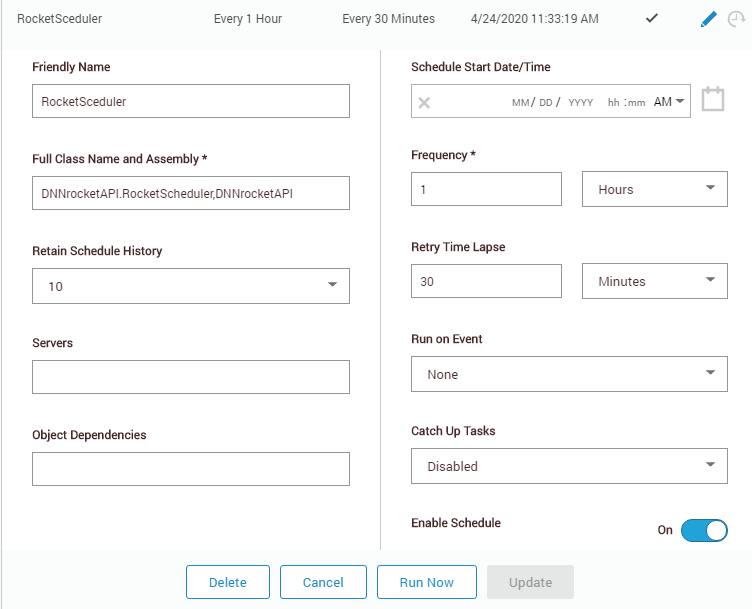 RocketSceduler Every 1 Hour Every 30 Minutes 4/24/2020 11:33:19 AM
Friendly Name
RocketSceduler
Full Class Name and Assembly *
DNNrocketAPI.RocketScheduler,DNNrocketAPI
Retain Schedule History
10
Servers
Object Dependencies
Schedule Start Date/Time
MM/ DD / YYYY hh :mm AM
Frequency *
1 Hours
Retry Time Lapse
30 Minutes
Run on Event
None
Catch Up Tasks
Disabled
Enable Schedule On
Delete Cancel Run Now Update